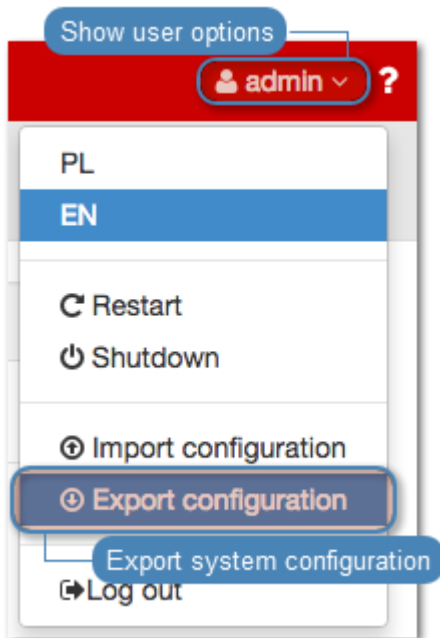 Show user options
admin ?
PL
EN
Restart
Shutdown
Import configuration
Export configuration
Export system configuration
Log out